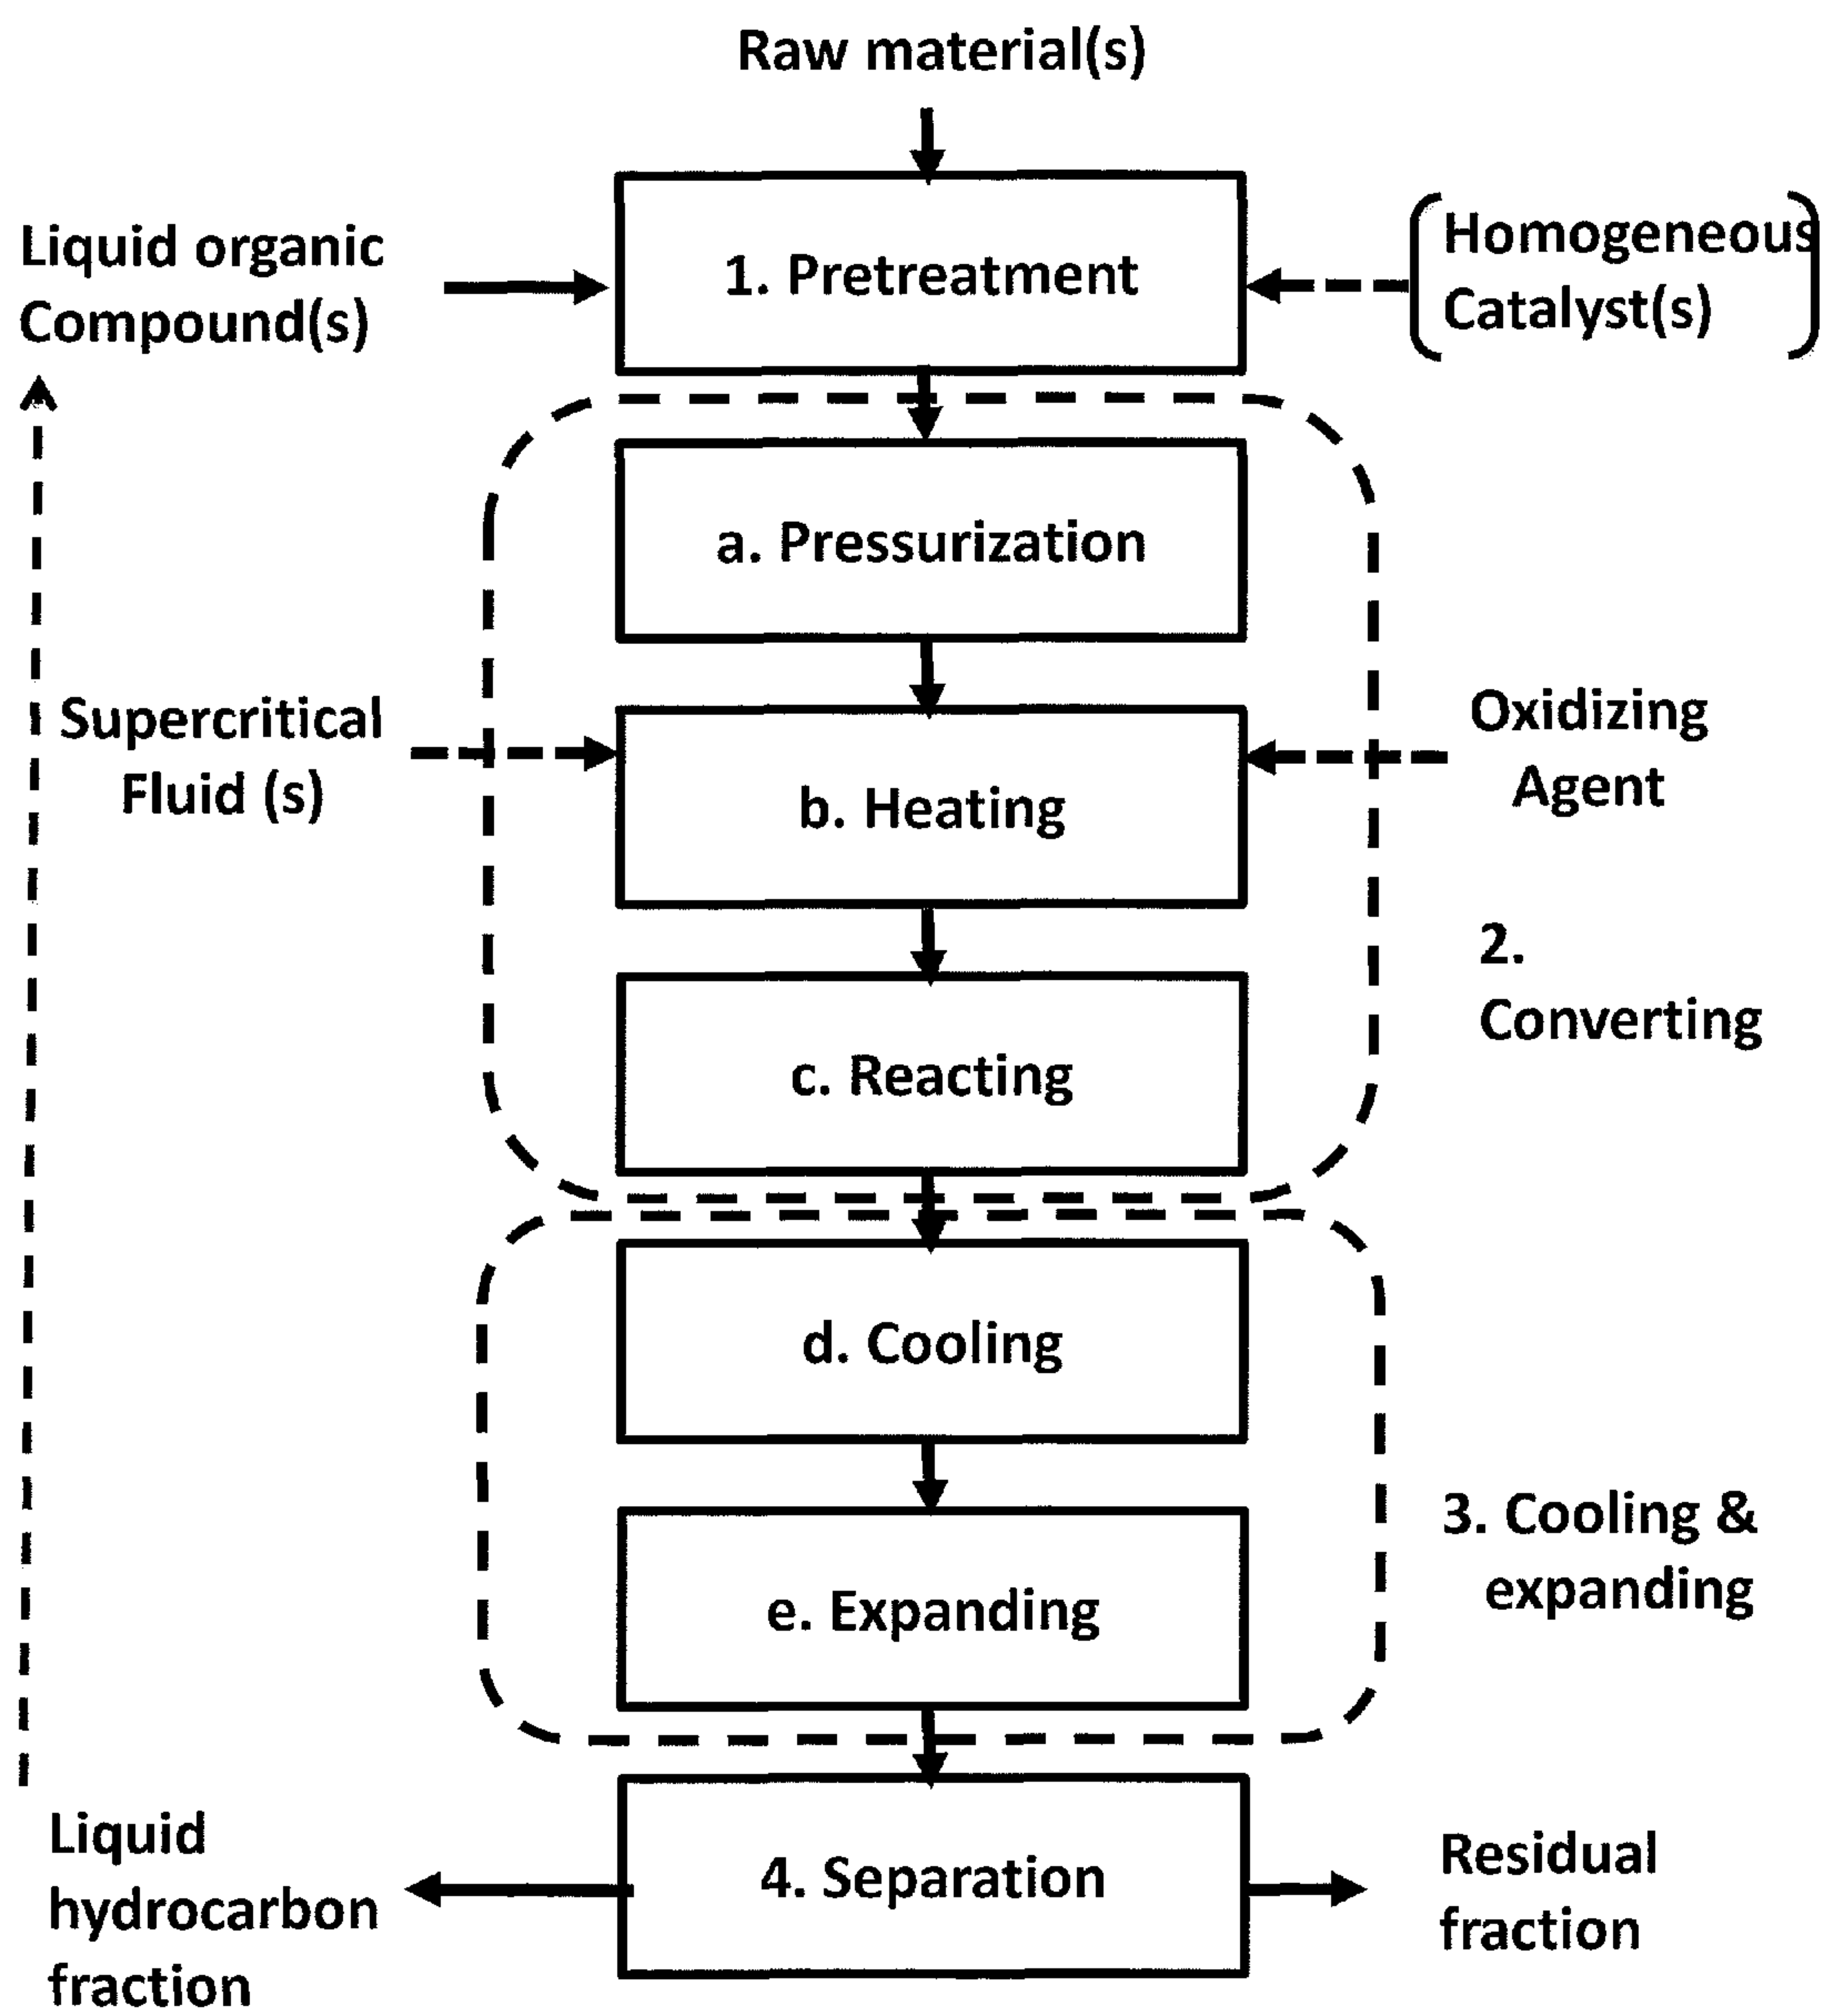 Raw material(s)
Liquid organic
Compound(s)
1. Pretreatment
Homogeneous
Catalyst(s)
a. Pressurization
Supercritical
Fluid (s)
b. Heating
Oxidizing
Agent
2.
Converting
c. Reacting
d. Cooling
3. Cooling &
expanding
e. Expanding
Liquid
hydrocarbon
fraction
4. Separation
Residual
fraction